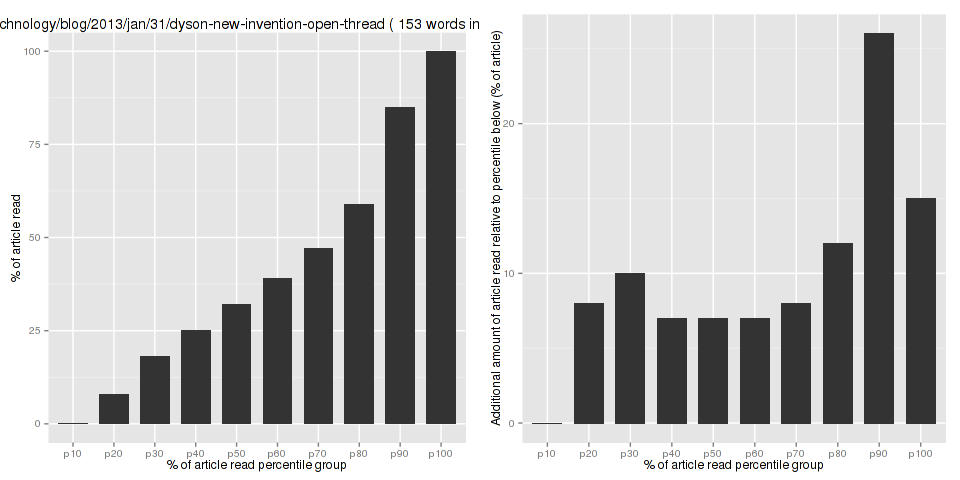 chnology/blog/2013/jan/31/dyson-new-invention-open-thread ( 153 words in
100
75
50
25
0
% of article read
p10 p20 p30 p40 p50 p60 p70 p80 p90 p100
% of article read percentile group
Additional amount of article read relative to percentile below (% of article)
20
10
0
p10 p20 p30 p40 p50 p60 p70 p80 p90 p100
% of article read percentile group